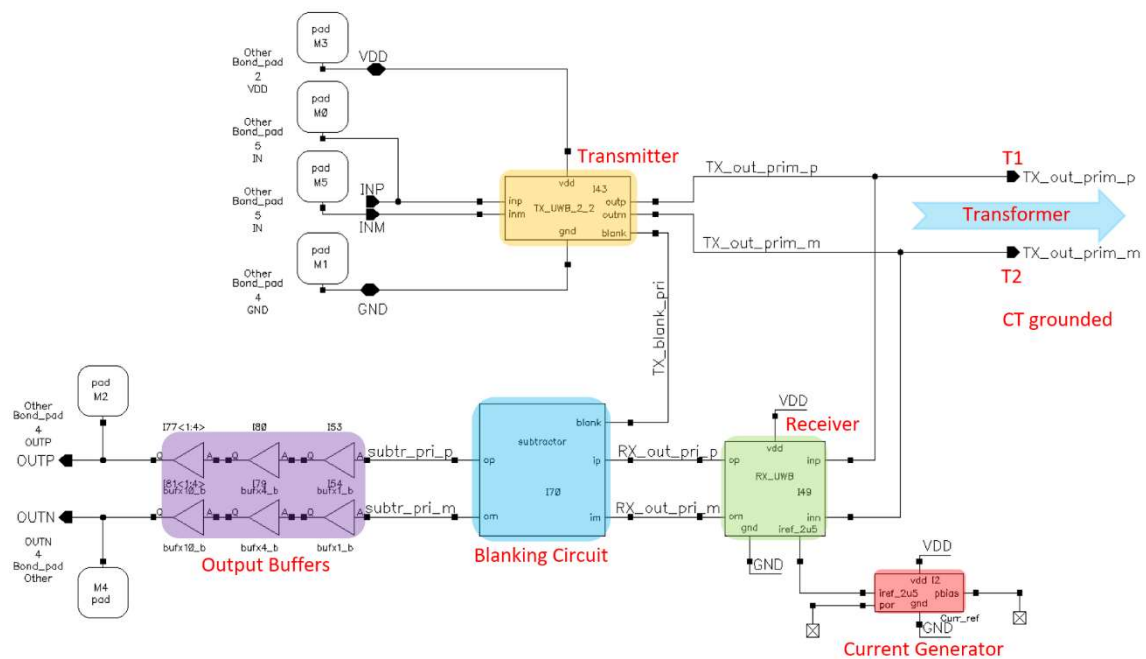 pad
M3
VDD
Other
Bond_pad
2
VDD
pad
M0
Other
Bond_pad
5
IN
pad
M5
Other
Bond_pad
5
IN
INP
INM
pad
M1
Other
Bond_pad
4
GND
GND
Transmitter
vdd
I43
inp
TX_UWB_2_2
outp
inm
outm
gnd
blank
TX_out_prim_p
T1
TX_out_prim_p
Transformer
TX_out_prim_m
TX_out_prim_m
T2
CT grounded
TX_blank_pri
pad
M2
Other
Bond_pad
4
OUTP
OUTP
I77<1:4>
I80
I53
Q
A
Q
A
Q
A
I81<1:4>
bufx10_b
I79
bufx4_b
I54
bufx1_b
Q
A
Q
A
Q
A
bufx10_b
bufx4_b
bufx1_b
OUTN
OUTN
4
Bond_pad
Other
M4
pad
Output Buffers
subtr_pri_p
subtr_pri_m
blank
subtractor
op
ip
I70
om
im
Blanking Circuit
RX_out_pri_p
RX_out_pri_m
VDD
Receiver
vdd
op
inp
RX_UWB
I49
om
inn
gnd
iref_2u5
GND
VDD
vdd I2
iref_2u5
pbias
por
gnd
Curr_ref
GND
Current Generator